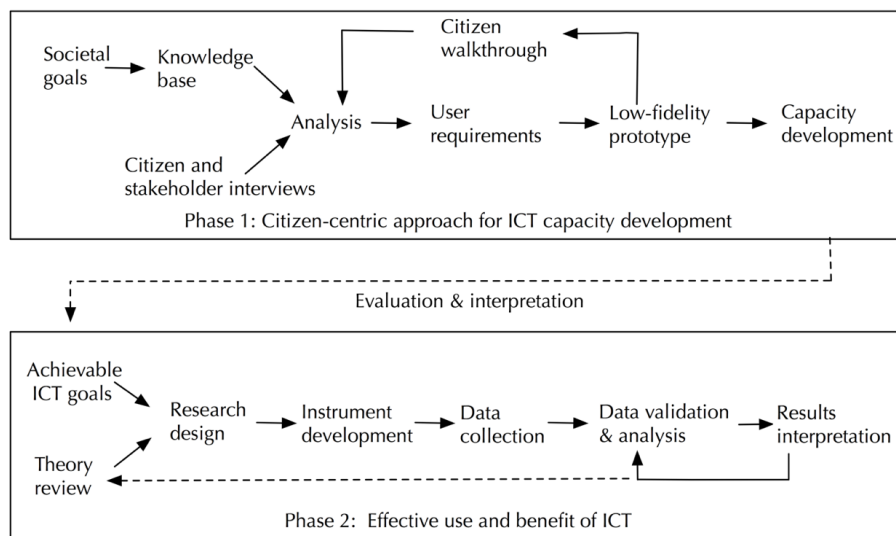 Citizen
walkthrough
Societal
goals
Knowledge
base
Analysis
User
requirements
Low-fidelity
prototype
Capacity
development
Citizen and
stakeholder interviews
Phase 1: Citizen-centric approach for ICT capacity development
Evaluation & interpretation
Achievable
ICT goals
Research
design
Instrument
development
Data
collection
Data validation
& analysis
Results
interpretation
Theory
review
Phase 2: Effective use and benefit of ICT